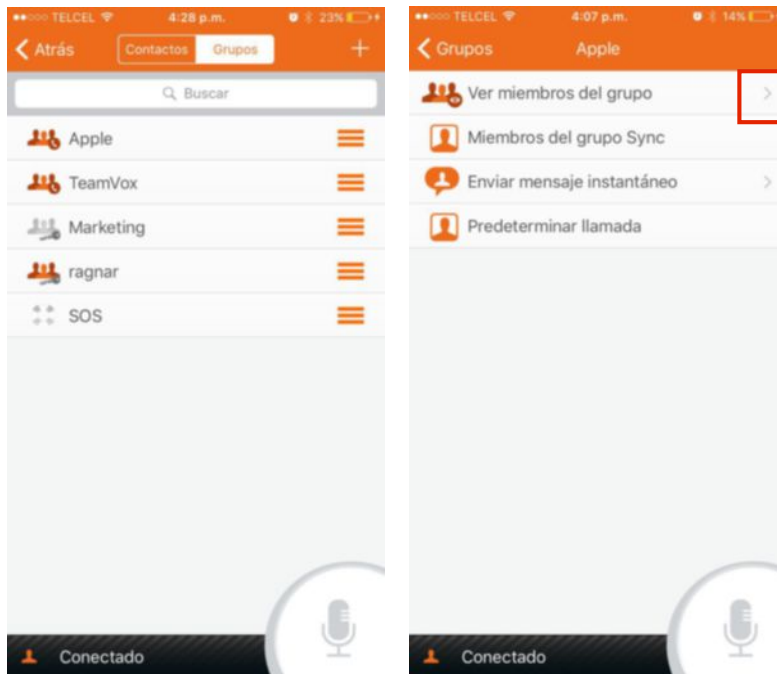 TELCEL 4:28 p.m. 23%
Atrás Contactos Grupos +
Buscar
Apple
TeamVox
Marketing
ragnar
SOS
Conectado
TELCEL 4:07 p.m. 14%
Grupos Apple
Ver miembros del grupo
Miembros del grupo Sync
Enviar mensaje instantáneo
Predeterminar llamada
Conectado